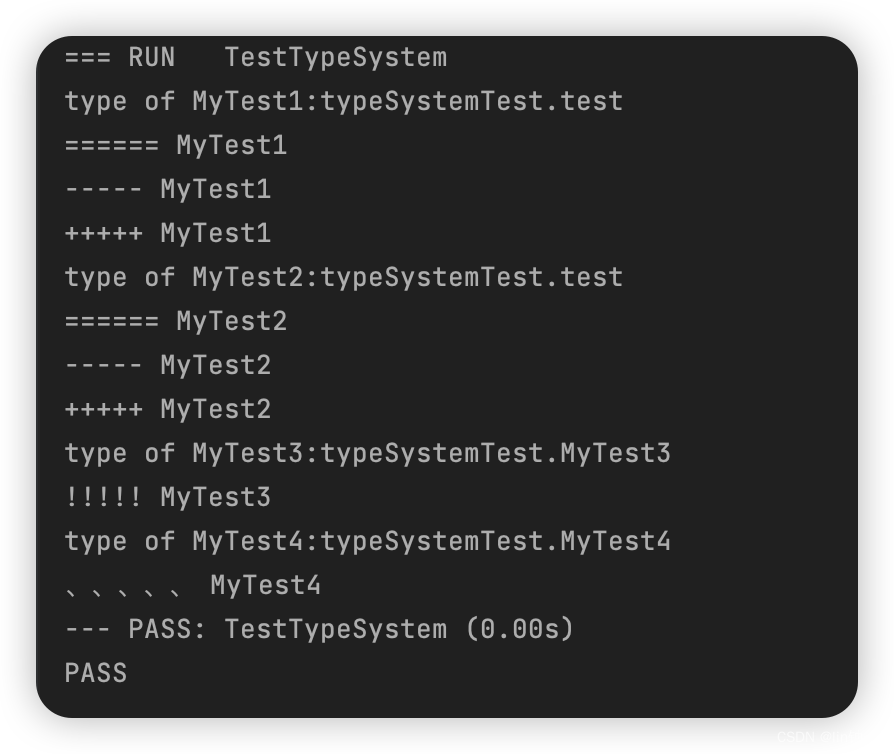 === RUN   TestTypeSystem
type of MyTest1:typeSystemTest.test
====== MyTest1
----- MyTest1
+++++ MyTest1
type of MyTest2:typeSystemTest.test
====== MyTest2
----- MyTest2
+++++ MyTest2
type of MyTest3:typeSystemTest.MyTest3
!!!!! MyTest3
type of MyTest4:typeSystemTest.MyTest4
、、、、、 MyTest4
--- PASS: TestTypeSystem (0.00s)
PASS
CSDN